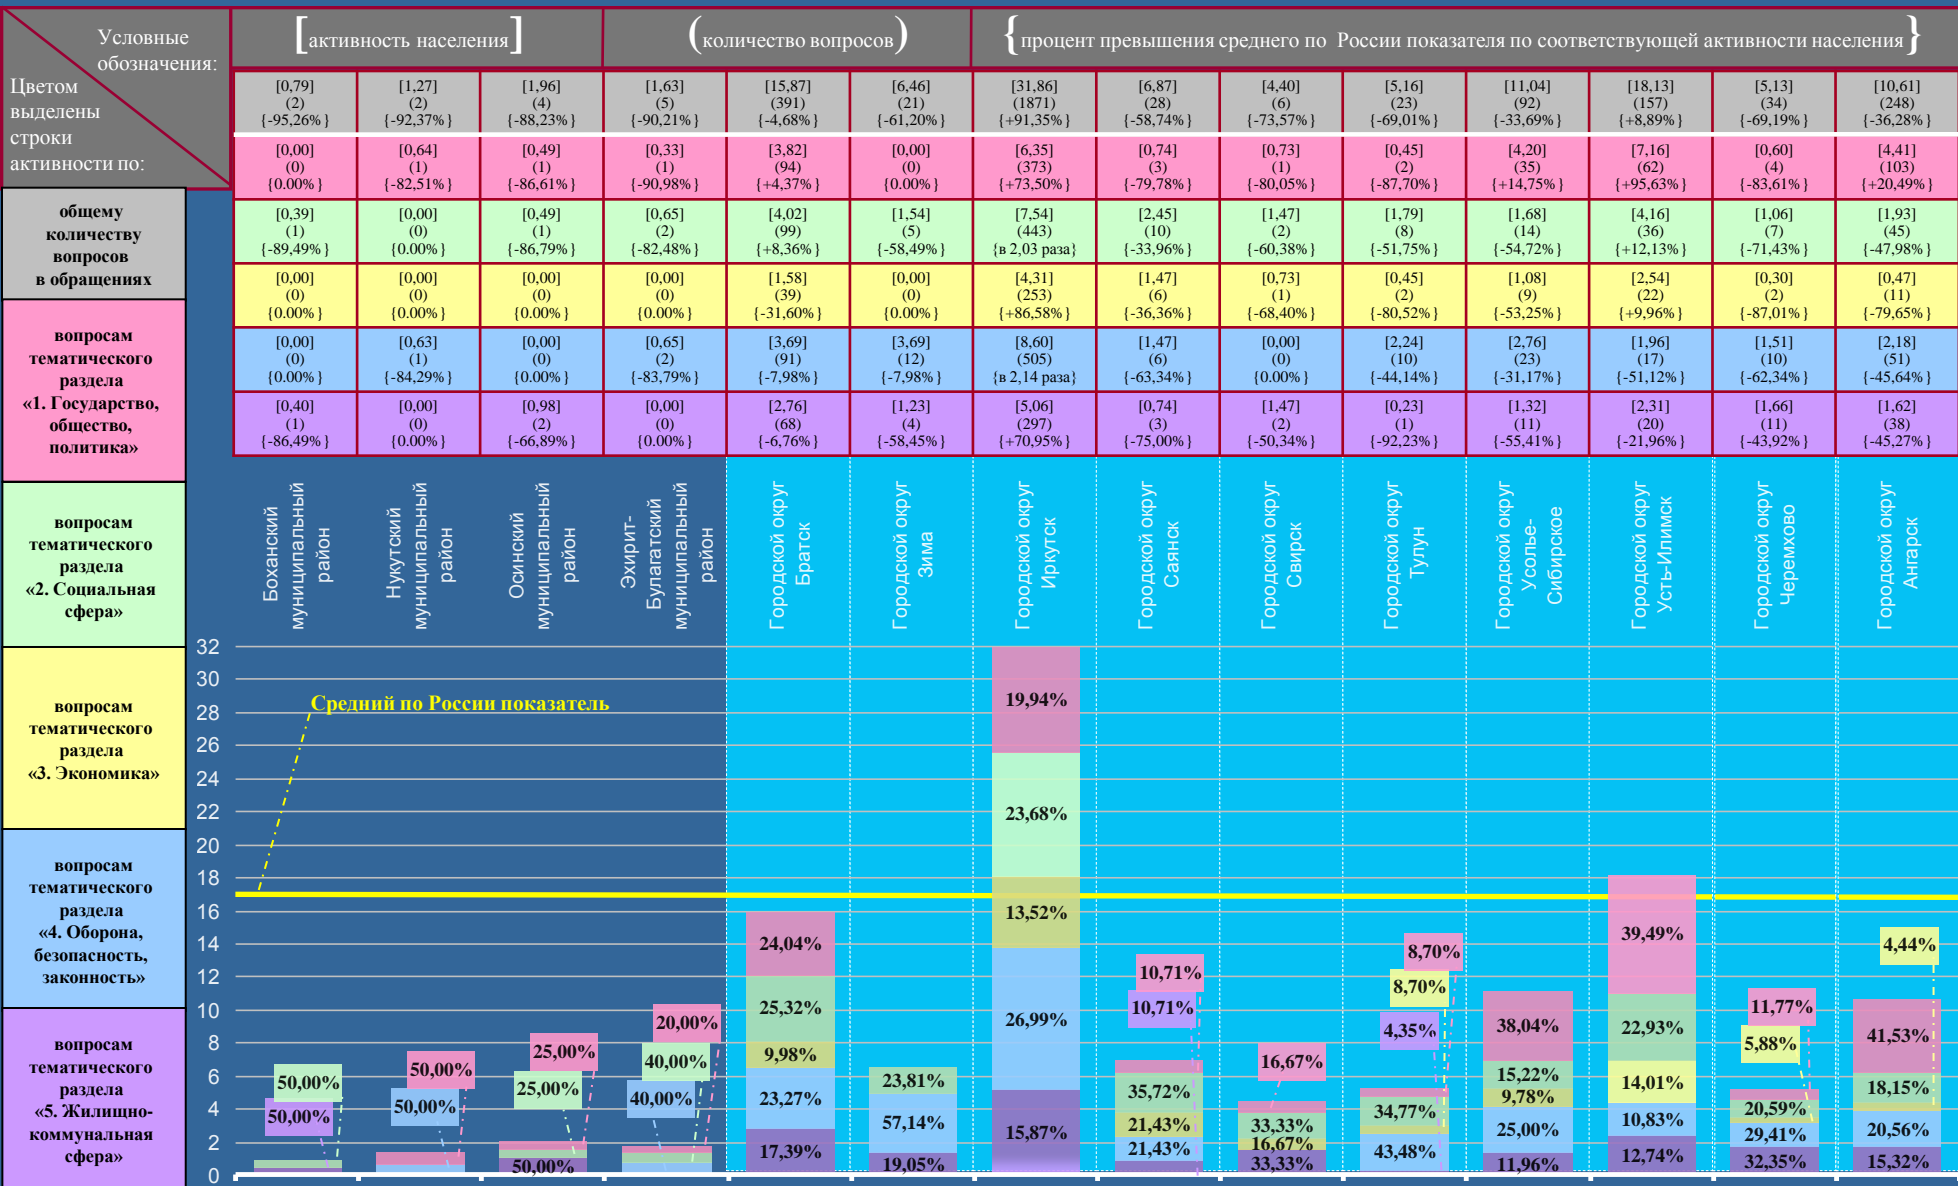 Условные
обозначения:
Цветом
выделены
строки
активности по:
[активность населения]
(количество вопросов)
{процент превышения среднего по России показателя по соответствующей активности населения}
[0,79] [1,27] [1,96] [1,63] [15,87] [6,46] [31,86] [6,87] [4,40] [5,16] [11,04] [18,13] [5,13] [10,61]
(2) (2) (4) (5) (391) (21) (1871) (28) (6) (23) (92) (157) (34) (248)
{-95,26%} {-92,37%} {-88,23%} {-90,21%} {-4,68%} {-61,20%} {+91,35%} {-58,74%} {-73,57%} {-69,01%} {-33,69%} {+8,89%} {-69,19%} {-36,28%}
[0,00] [0,64] [0,49] [0,33] [3,82] [0,00] [6,35] [0,74] [0,73] [0,45] [4,20] [7,16] [0,60] [4,41]
(0) (1) (1) (1) (94) (0) (373) (3) (1) (2) (35) (62) (4) (103)
{0.00%} {-82,51%} {-86,61%} {-90,98%} {+4,37%} {0.00%} {+73,50%} {-79,78%} {-80,05%} {-87,70%} {+14,75%} {+95,63%} {-83,61%} {+20,49%}
[0,39] [0,00] [0,49] [0,65] [4,02] [1,54] [7,54] [2,45] [1,47] [1,79] [1,68] [4,16] [1,06] [1,93]
(1) (0) (1) (2) (99) (5) (443) (10) (2) (8) (14) (36) (7) (45)
{-89,49%} {0.00%} {-86,79%} {-82,48%} {+8,36%} {-58,49%} {в 2,03 раза} {-33,96%} {-60,38%} {-51,75%} {-54,72%} {+12,13%} {-71,43%} {-47,98%}
[0,00] [0,00] [0,00] [0,00] [1,58] [0,00] [4,31] [1,47] [0,73] [0,45] [1,08] [2,54] [0,30] [0,47]
(0) (0) (0) (0) (39) (0) (253) (6) (1) (2) (9) (22) (2) (11)
{0.00%} {0.00%} {0.00%} {0.00%} {-31,60%} {0.00%} {+86,58%} {-36,36%} {-68,40%} {-80,52%} {-53,25%} {+9,96%} {-87,01%} {-79,65%}
[0,00] [0,63] [0,00] [0,65] [3,69] [3,69] [8,60] [1,47] [0,00] [2,24] [2,76] [1,96] [1,51] [2,18]
(0) (1) (0) (2) (91) (12) (505) (6) (0) (10) (23) (17) (10) (51)
{0.00%} {-84,29%} {0.00%} {-83,79%} {-7,98%} {-7,98%} {в 2,14 раза} {-63,34%} {0.00%} {-44,14%} {-31,17%} {-51,12%} {-62,34%} {-45,64%}
[0,40] [0,00] [0,98] [0,00] [2,76] [1,23] [5,06] [0,74] [1,47] [0,23] [1,32] [2,31] [1,66] [1,62]
(1) (0) (2) (0) (68) (4) (297) (3) (2) (1) (11) (20) (11) (38)
{-86,49%} {0.00%} {-66,89%} {0.00%} {-6,76%} {-58,45%} {+70,95%} {-75,00%} {-50,34%} {-92,23%} {-55,41%} {-21,96%} {-43,92%} {-45,27%}
общему
количеству
вопросов
в обращениях
вопросам
тематического
раздела
«1. Государство,
общество,
политика»
вопросам
тематического
раздела
«2. Социальная
сфера»
вопросам
тематического
раздела
«3. Экономика»
вопросам
тематического
раздела
«4. Оборона,
безопасность,
законность»
вопросам
тематического
раздела
«5. Жилищно-
коммунальная
сфера»
Боханский
муниципальный
район
Нукутский
муниципальный
район
Осинский
муниципальный
район
Эхирит-
Булагатский
муниципальный
район
Городской округ
Братск
Городской округ
Зима
Городской округ
Иркутск
Городской округ
Саянск
Городской округ
Свирск
Городской округ
Тулун
Городской округ
Усолье-
Сибирское
Городской округ
Усть-Илимск
Городской округ
Черемхово
Городской округ
Ангарск
32
30
28
26
24
22
20
18
16
14
12
10
8
6
4
2
0
Средний по России показатель
50,00%
50,00%
50,00%
50,00%
25,00%
25,00%
50,00%
20,00%
40,00%
40,00%
24,04%
25,32%
9,98%
23,27%
17,39%
23,81%
57,14%
19,05%
19,94%
23,68%
13,52%
26,99%
15,87%
10,71%
10,71%
35,72%
21,43%
21,43%
16,67%
33,33%
16,67%
33,33%
8,70%
8,70%
4,35%
34,77%
43,48%
38,04%
15,22%
9,78%
25,00%
11,96%
39,49%
22,93%
14,01%
10,83%
12,74%
11,77%
5,88%
20,59%
29,41%
32,35%
4,44%
41,53%
18,15%
20,56%
15,32%